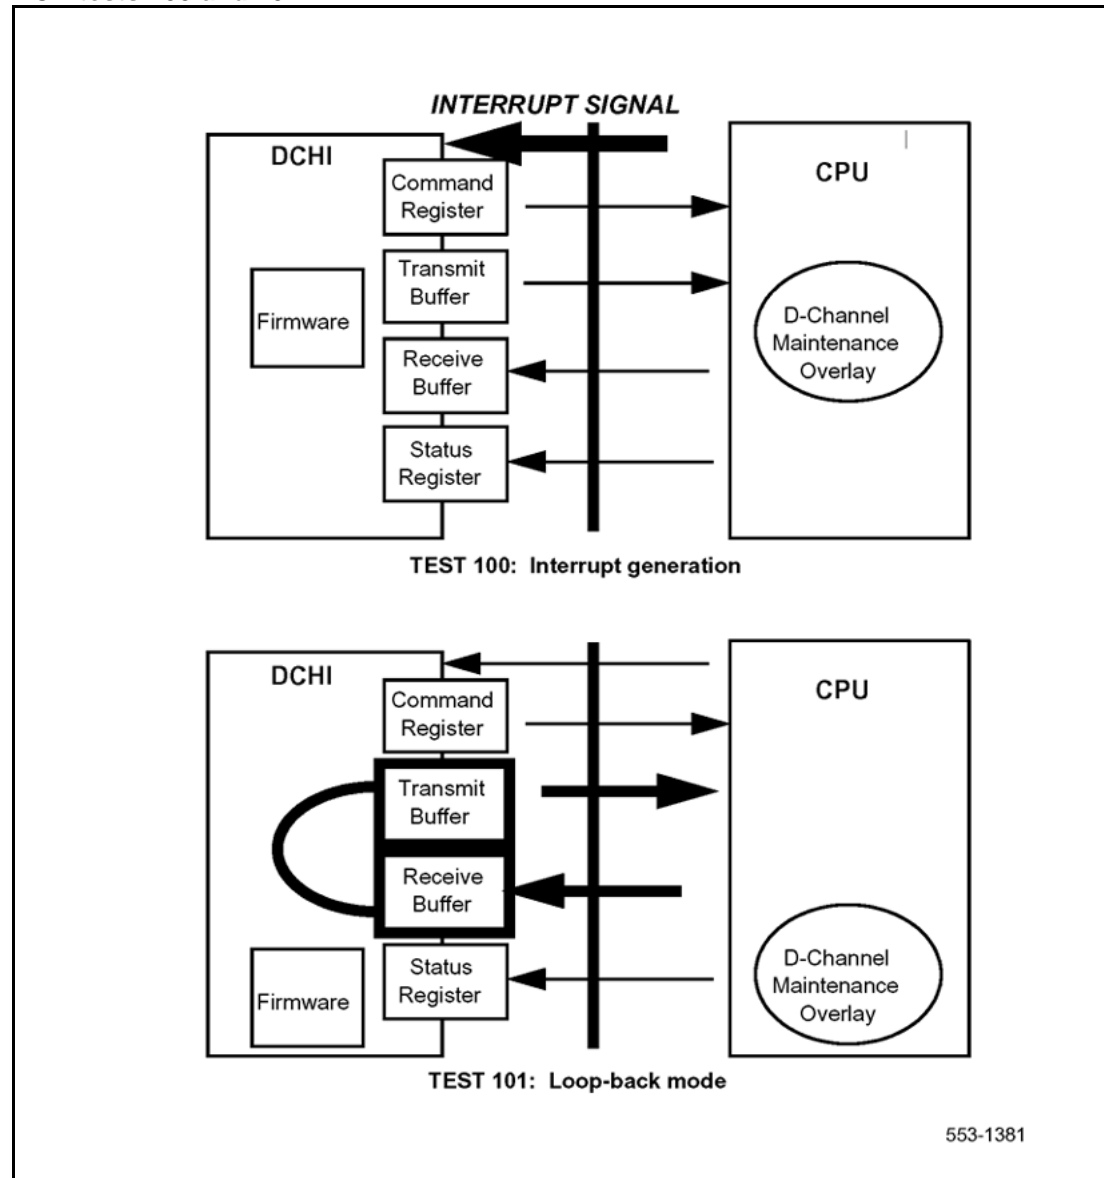 INTERRUPT SIGNAL
DCHI
CPU
Command
Register
Transmit
Buffer
Firmware
Receive
Buffer
Status
Register
D-Channel
Maintenance
Overlay
TEST 100: Interrupt generation
DCHI
CPU
Command
Register
Transmit
Buffer
Receive
Buffer
Status
Register
Firmware
D-Channel
Maintenance
Overlay
TEST 101: Loop-back mode
553-1381